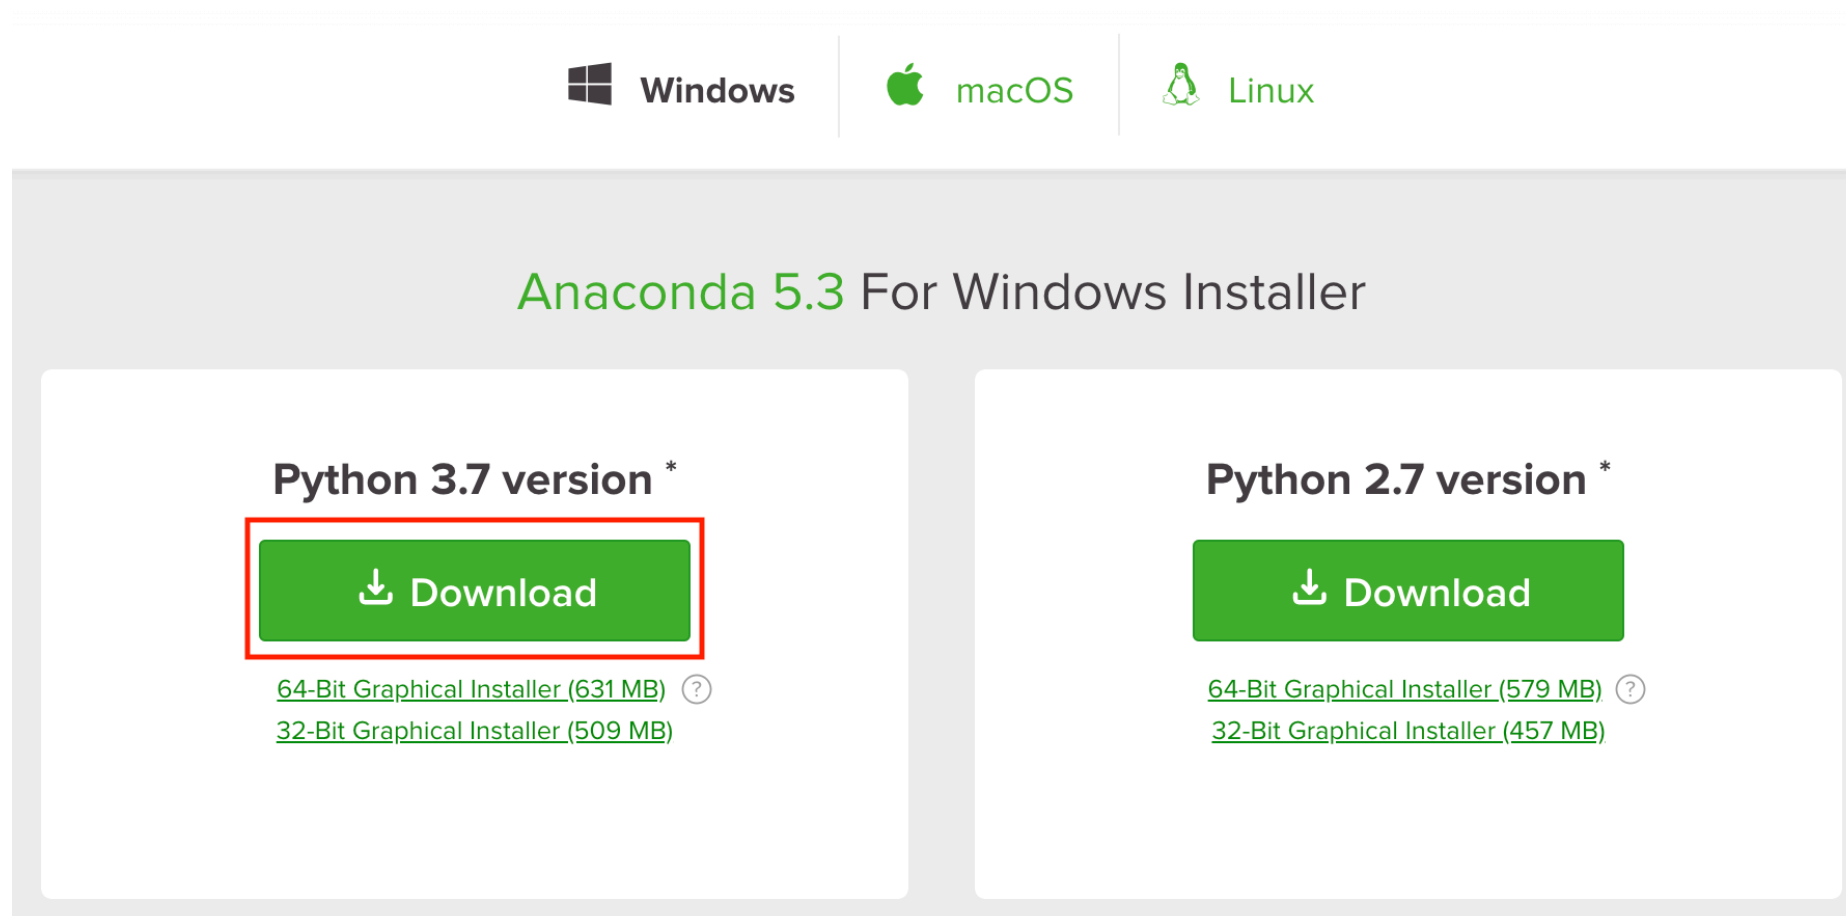 Windows macOS Linux
Anaconda 5.3 For Windows Installer
Python 3.7 version *
Download
64-Bit Graphical Installer (631 MB) ?
32-Bit Graphical Installer (509 MB)
Python 2.7 version *
Download
64-Bit Graphical Installer (579 MB) ?
32-Bit Graphical Installer (457 MB)